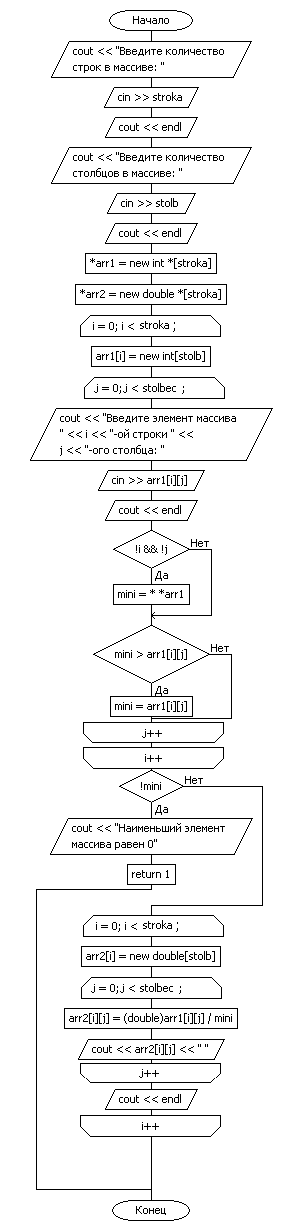 Начало
cout << "Введите количество
строк в массиве: "
cin >> stroka
cout << endl
cout << "Введите количество
столбцов в массиве: "
cin >> stolb
cout << endl
*arr1 = new int *[stroka]
*arr2 = new double *[stroka]
i = 0; i < stroka ;
arr1[i] = new int[stolb]
j = 0; j < stolbec ;
cout << "Введите элемент массива
" << i << "-ой строки " <<
j << "-ого столбца: "
cin >> arr1[i][j]
cout << endl
!i && !j
Нет
Да
mini = * *arr1
mini > arr1[i][j]
Нет
Да
mini = arr1[i][j]
j++
i++
!mini
Нет
Да
cout << "Наименьший элемент
массива равен 0"
return 1
i = 0; i < stroka ;
arr2[i] = new double[stolb]
j = 0; j < stolbec ;
arr2[i][j] = (double)arr1[i][j] / mini
cout << arr2[i][j] << " "
j++
cout << endl
i++
Конец